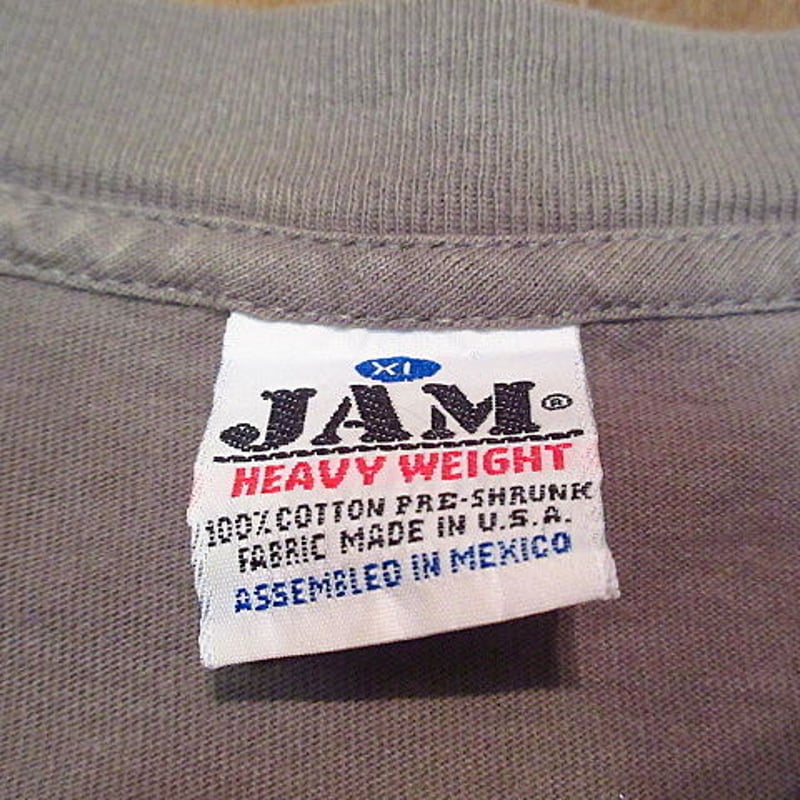 XL
JAM®
HEAVY WEIGHT
100% COTTON PRE-SHRUNK
FABRIC MADE IN U.S.A.
ASSEMBLED IN MEXICO